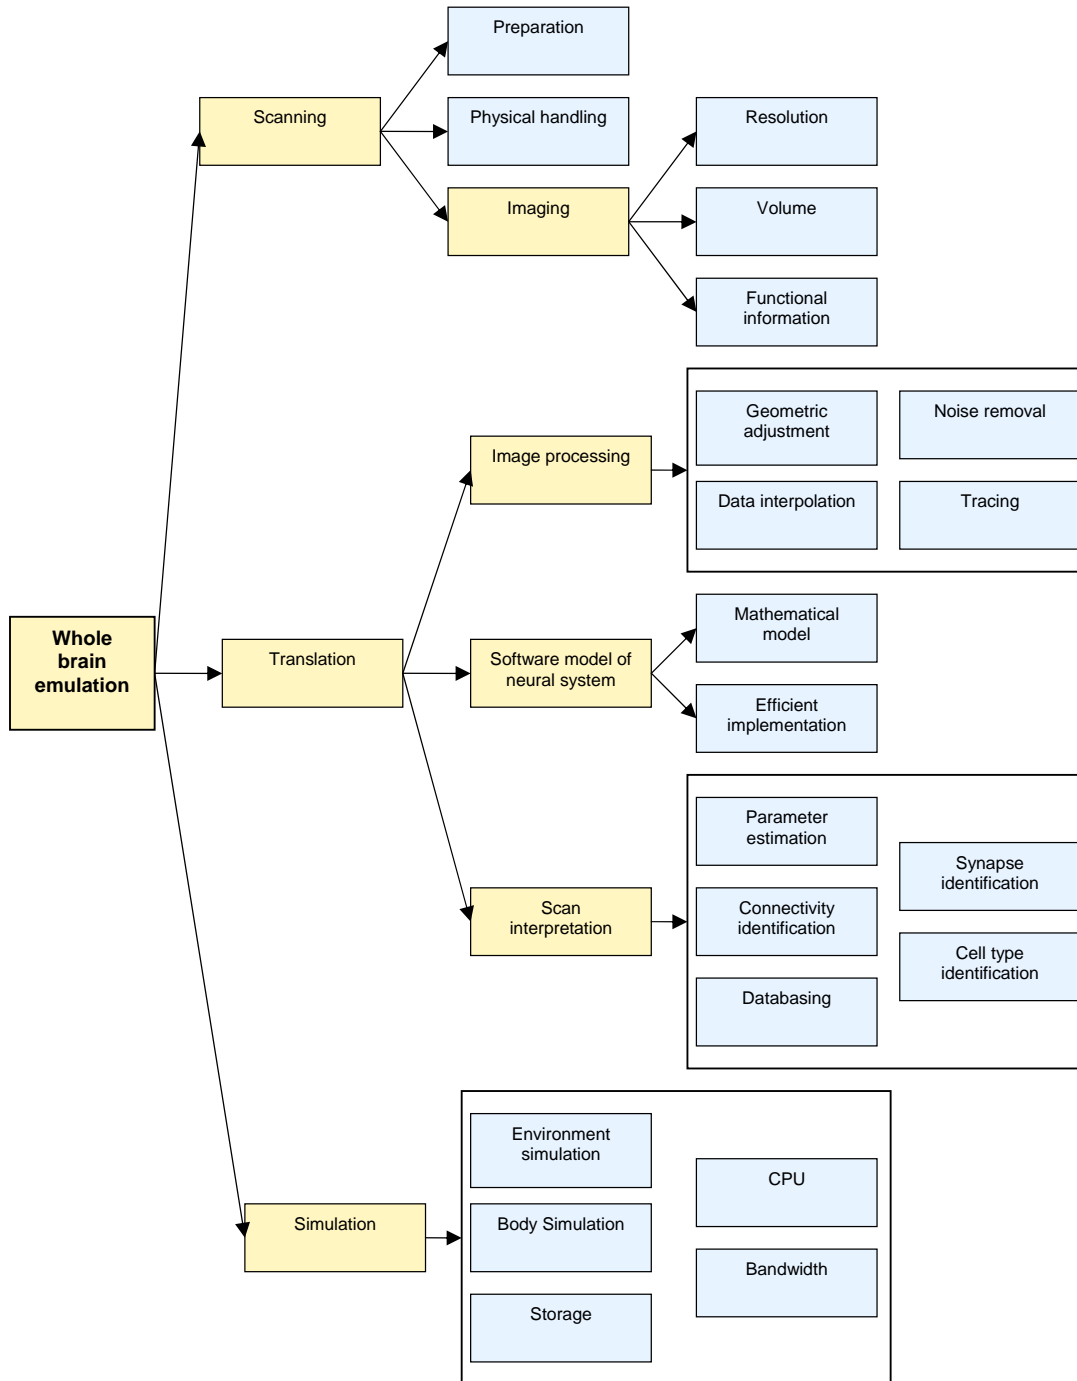 Preparation
Scanning
Physical handling
Resolution
Imaging
Volume
Functional
information
Geometric
adjustment
Noise removal
Image processing
Data interpolation
Tracing
Mathematical
model
Whole
brain
emulation
Translation
Software model of
neural system
Efficient
implementation
Parameter
estimation
Synapse
identification
Scan
interpretation
Connectivity
identification
Cell type
identification
Databasing
Environment
simulation
CPU
Simulation
Body Simulation
Bandwidth
Storage